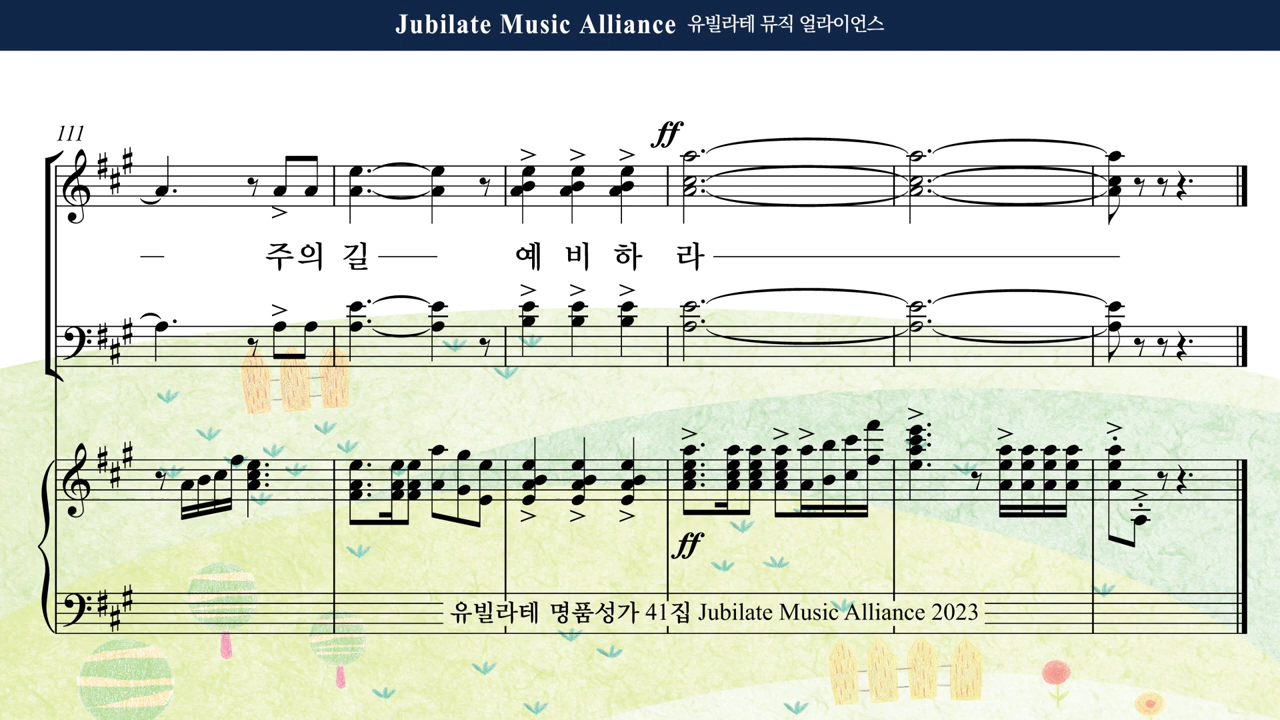 Jubilate Music Alliance 유빌라테 뮤직 얼라이언스
111
ff
주의 길 예 비 하 라
ff
유빌라테 명품성가 41집 Jubilate Music Alliance 2023